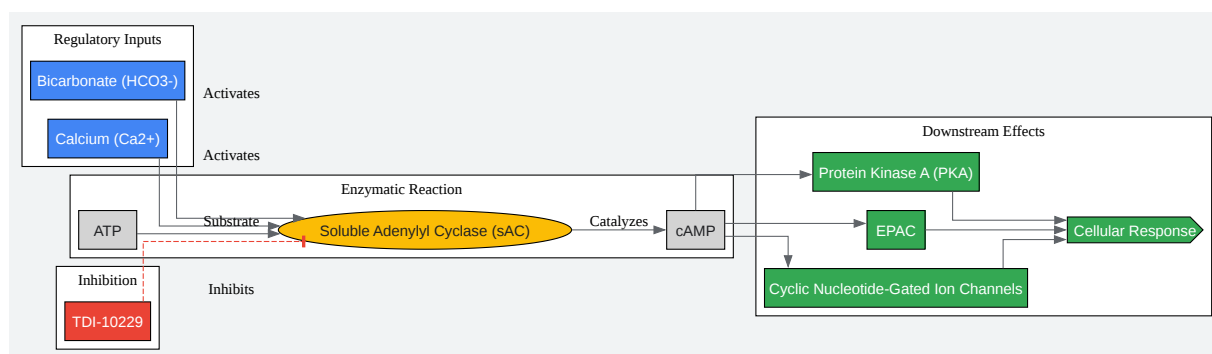 Regulatory Inputs
Bicarbonate (HCO3-)
Activates
Calcium (Ca2+)
Activates
Enzymatic Reaction
ATP
Substrate
Soluble Adenylyl Cyclase (sAC)
Catalyzes
cAMP
Inhibition
TDI-10229
Inhibits
Downstream Effects
Protein Kinase A (PKA)
EPAC
Cyclic Nucleotide-Gated Ion Channels
Cellular Response